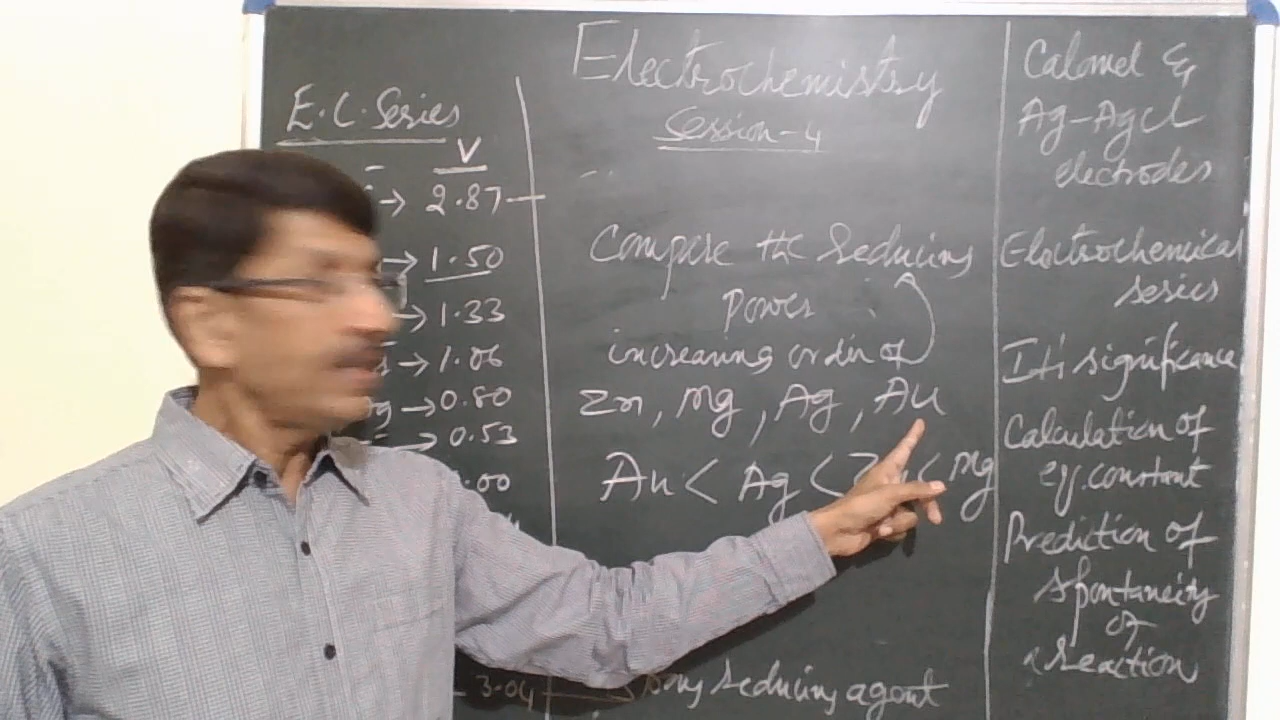 E.C. Series
V
→ 2.87
→ 1.50
→ 1.33
→ 1.06
→ 0.80
→ 0.53
.00
3.04
Electrochemistry
Session-4
Compare the reducing
power
increasing order of
Zn, Mg, Ag, Au
Au < Ag < Zn < Mg
reducing agent
Calomel &
Ag-AgCl
electrodes
Electrochemical
series
It's significance
Calculation of
eq. constant
Prediction of
spontaneity
of
a reaction